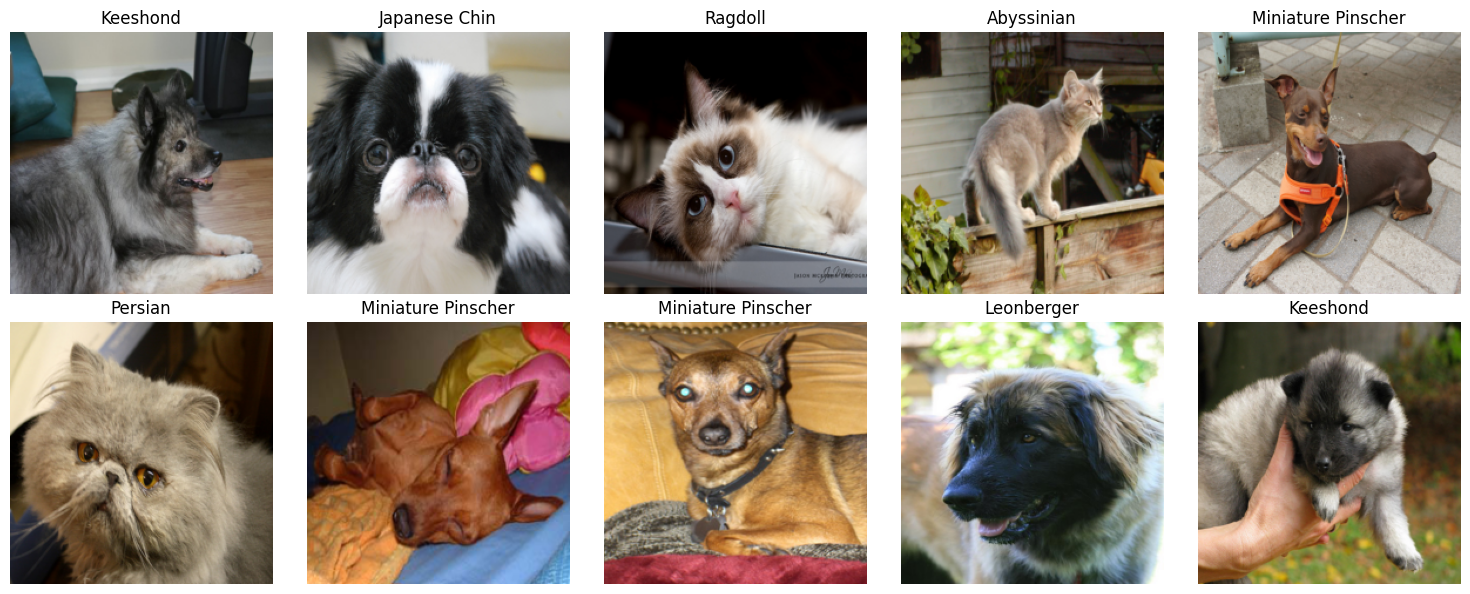 Keeshond
Japanese Chin
Ragdoll
Abyssinian
Miniature Pinscher
Persian
Miniature Pinscher
Miniature Pinscher
Leonberger
Keeshond